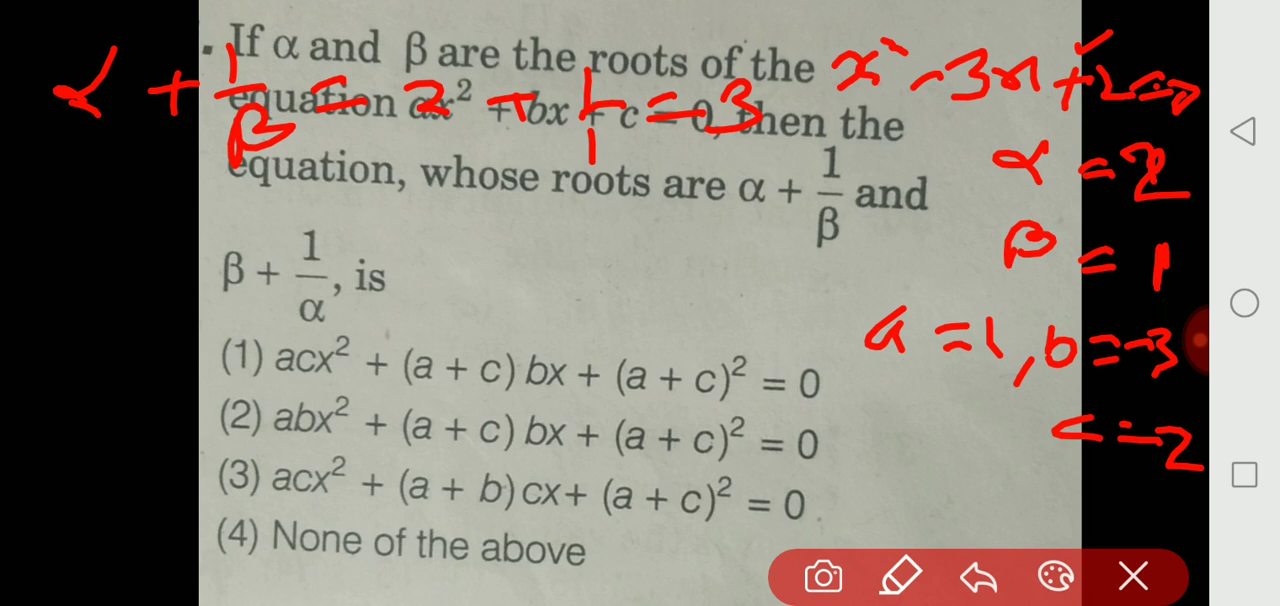 . If α and β are the roots of the
equation ax² + bx + c = 0, then the
equation, whose roots are α + 1/β and
β + 1/α, is
(1) acx² + (a + c) bx + (a + c)² = 0
(2) abx² + (a + c) bx + (a + c)² = 0
(3) acx² + (a + b) cx + (a + c)² = 0
(4) None of the above
x² - 3x + 2 = 0
α + 1/β = 2 + 1/1 = 3
α = 2
β = 1
a = 1, b = -3
c = 2